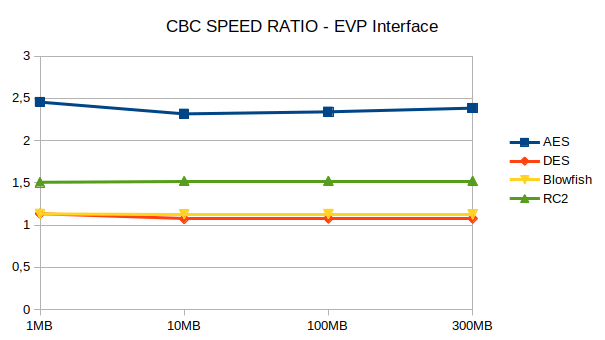 CBC SPEED RATIO - EVP Interface
3
2,5
2
1,5
1
0,5
0
1MB
10MB
100MB
300MB
AES
DES
Blowfish
RC2